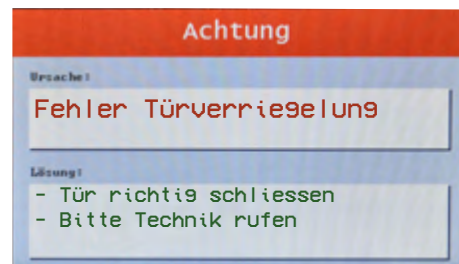 Achtung
Ursache:
Fehler Türverriegelung
Lösung:
- Tür richtig schliessen
- Bitte Technik rufen